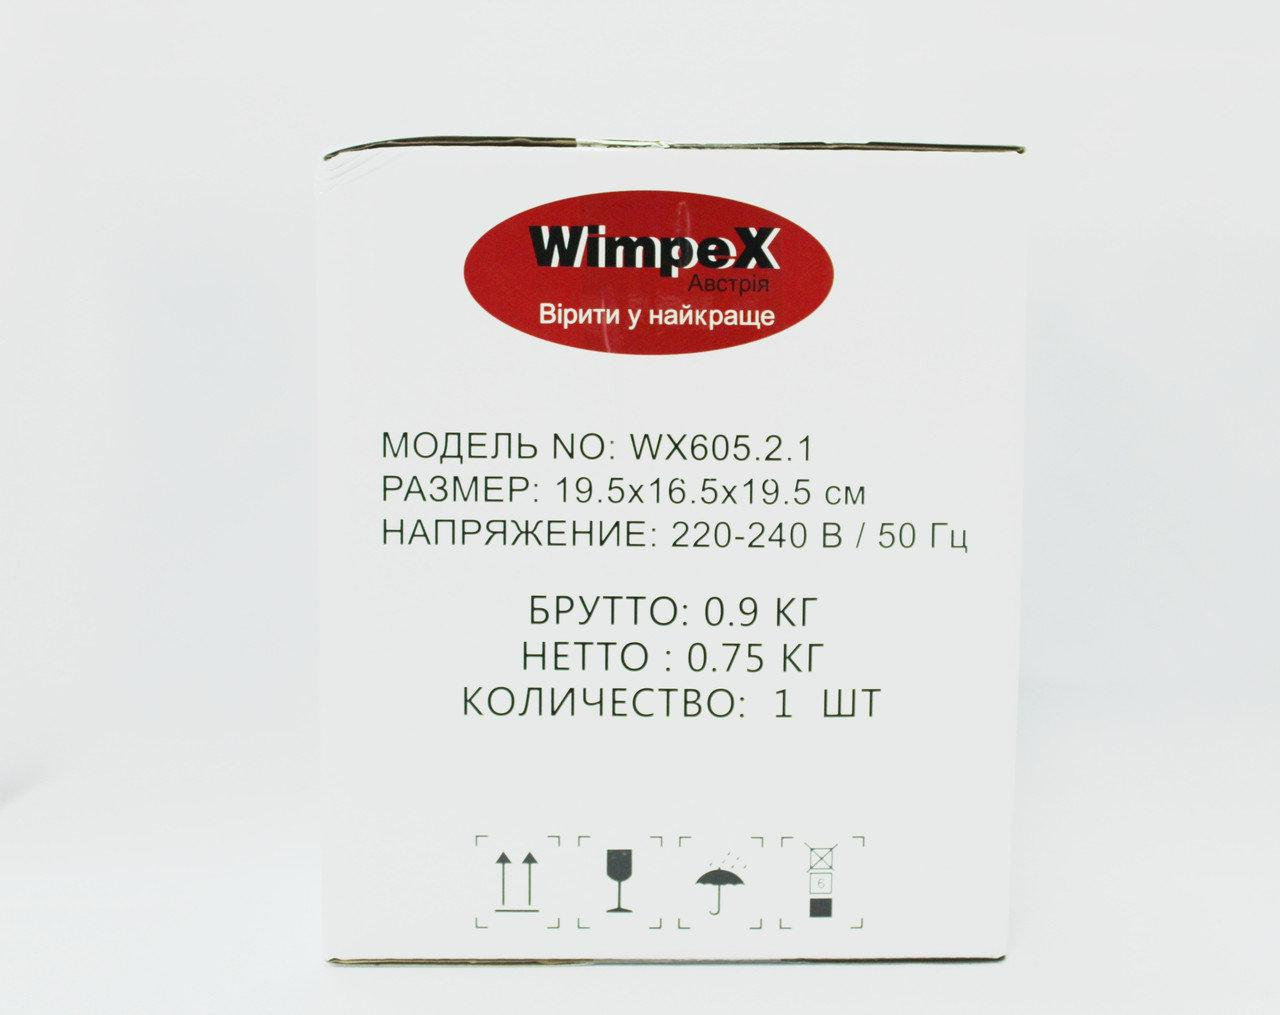 WimpeX
Австрія
Вірити у найкраще
МОДЕЛЬ NO: WX605.2.1
РАЗМЕР: 19.5x16.5x19.5 см
НАПРЯЖЕНИЕ: 220-240 В / 50 Гц
БРУТТО: 0.9 КГ
НЕТТО : 0.75 КГ
КОЛИЧЕСТВО: 1 ШТ
6